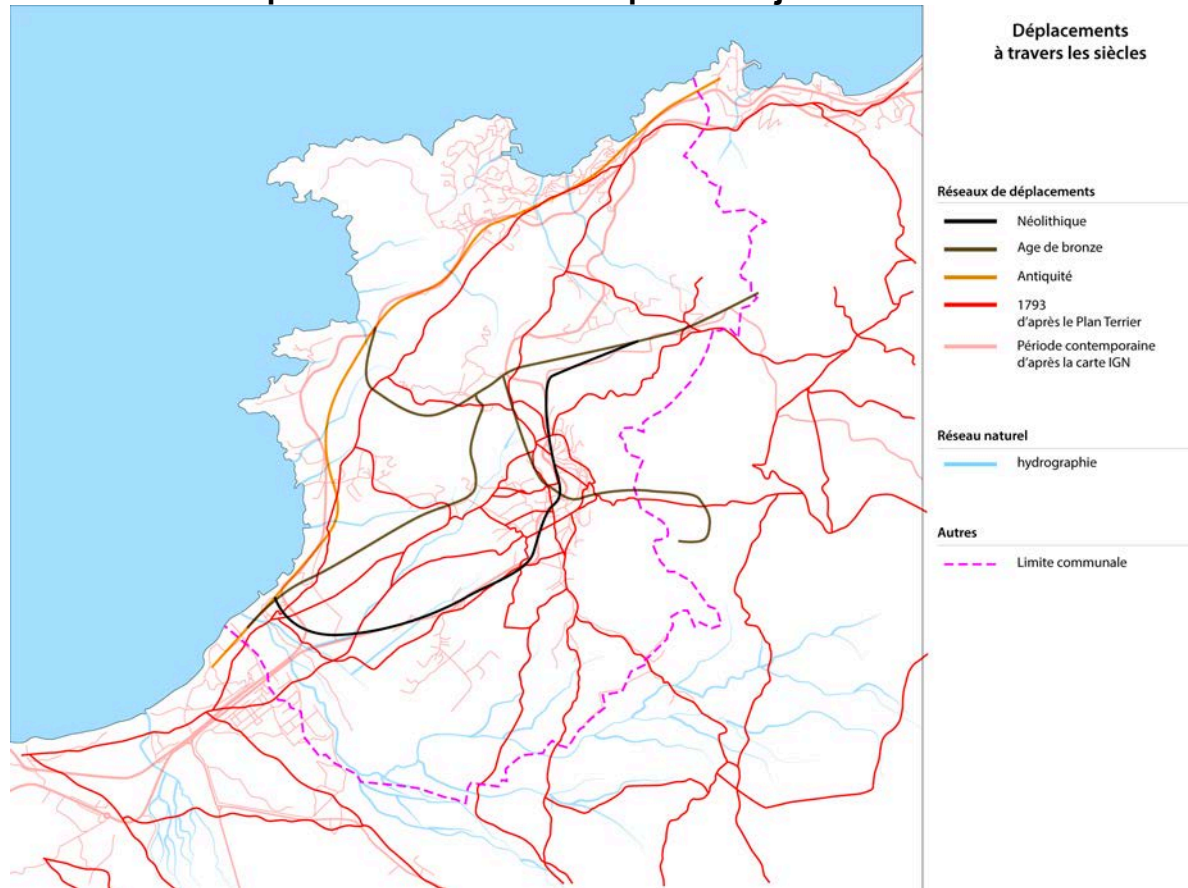 Déplacements
à travers les siècles
Réseaux de déplacements
Néolithique
Age de bronze
Antiquité
1793
d'après le Plan Terrier
Période contemporaine
d'après la carte IGN
Réseau naturel
hydrographie
Autres
Limite communale